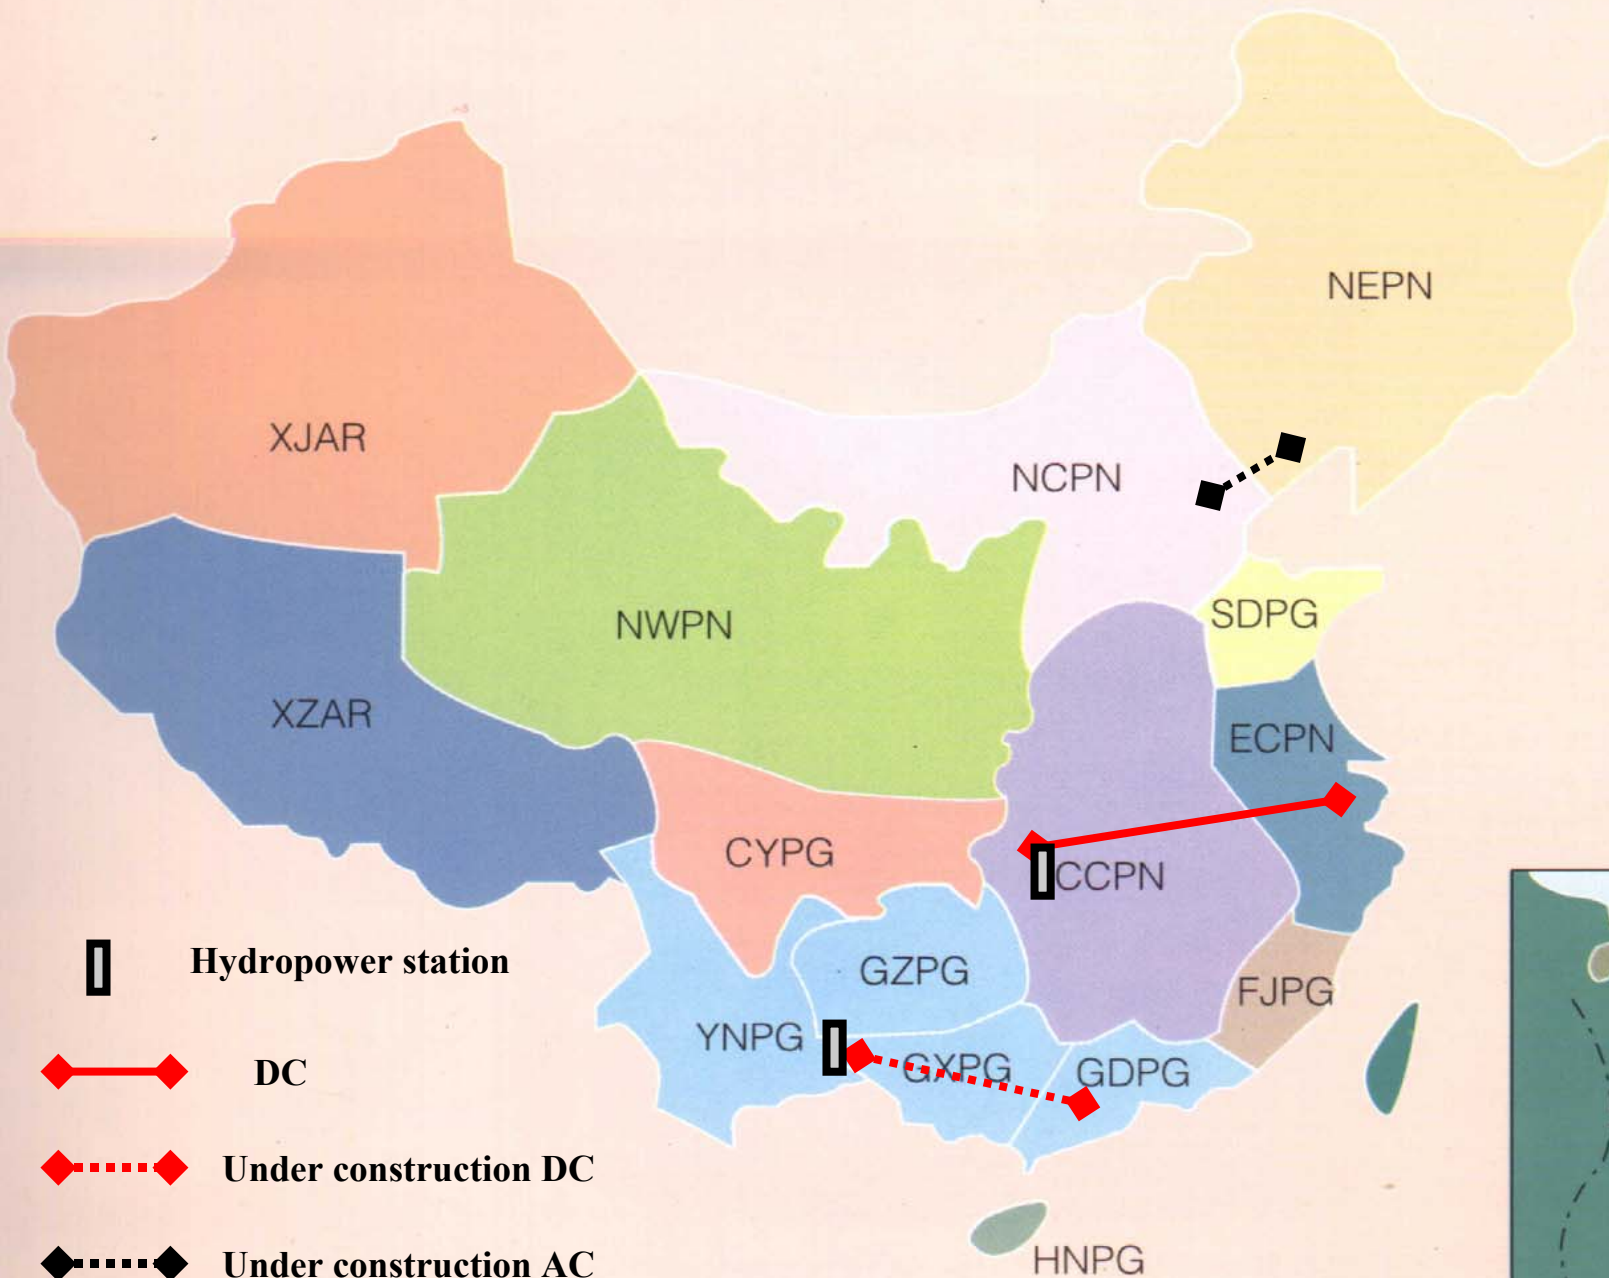 NEPN
XJAR
NCPN
SDPG
NWPN
XZAR
ECPN
CYPG
CCPN
Hydropower station
GZPG
FJPG
YNPG
GXPG
GDPG
DC
Under construction DC
HNPG
Under construction AC